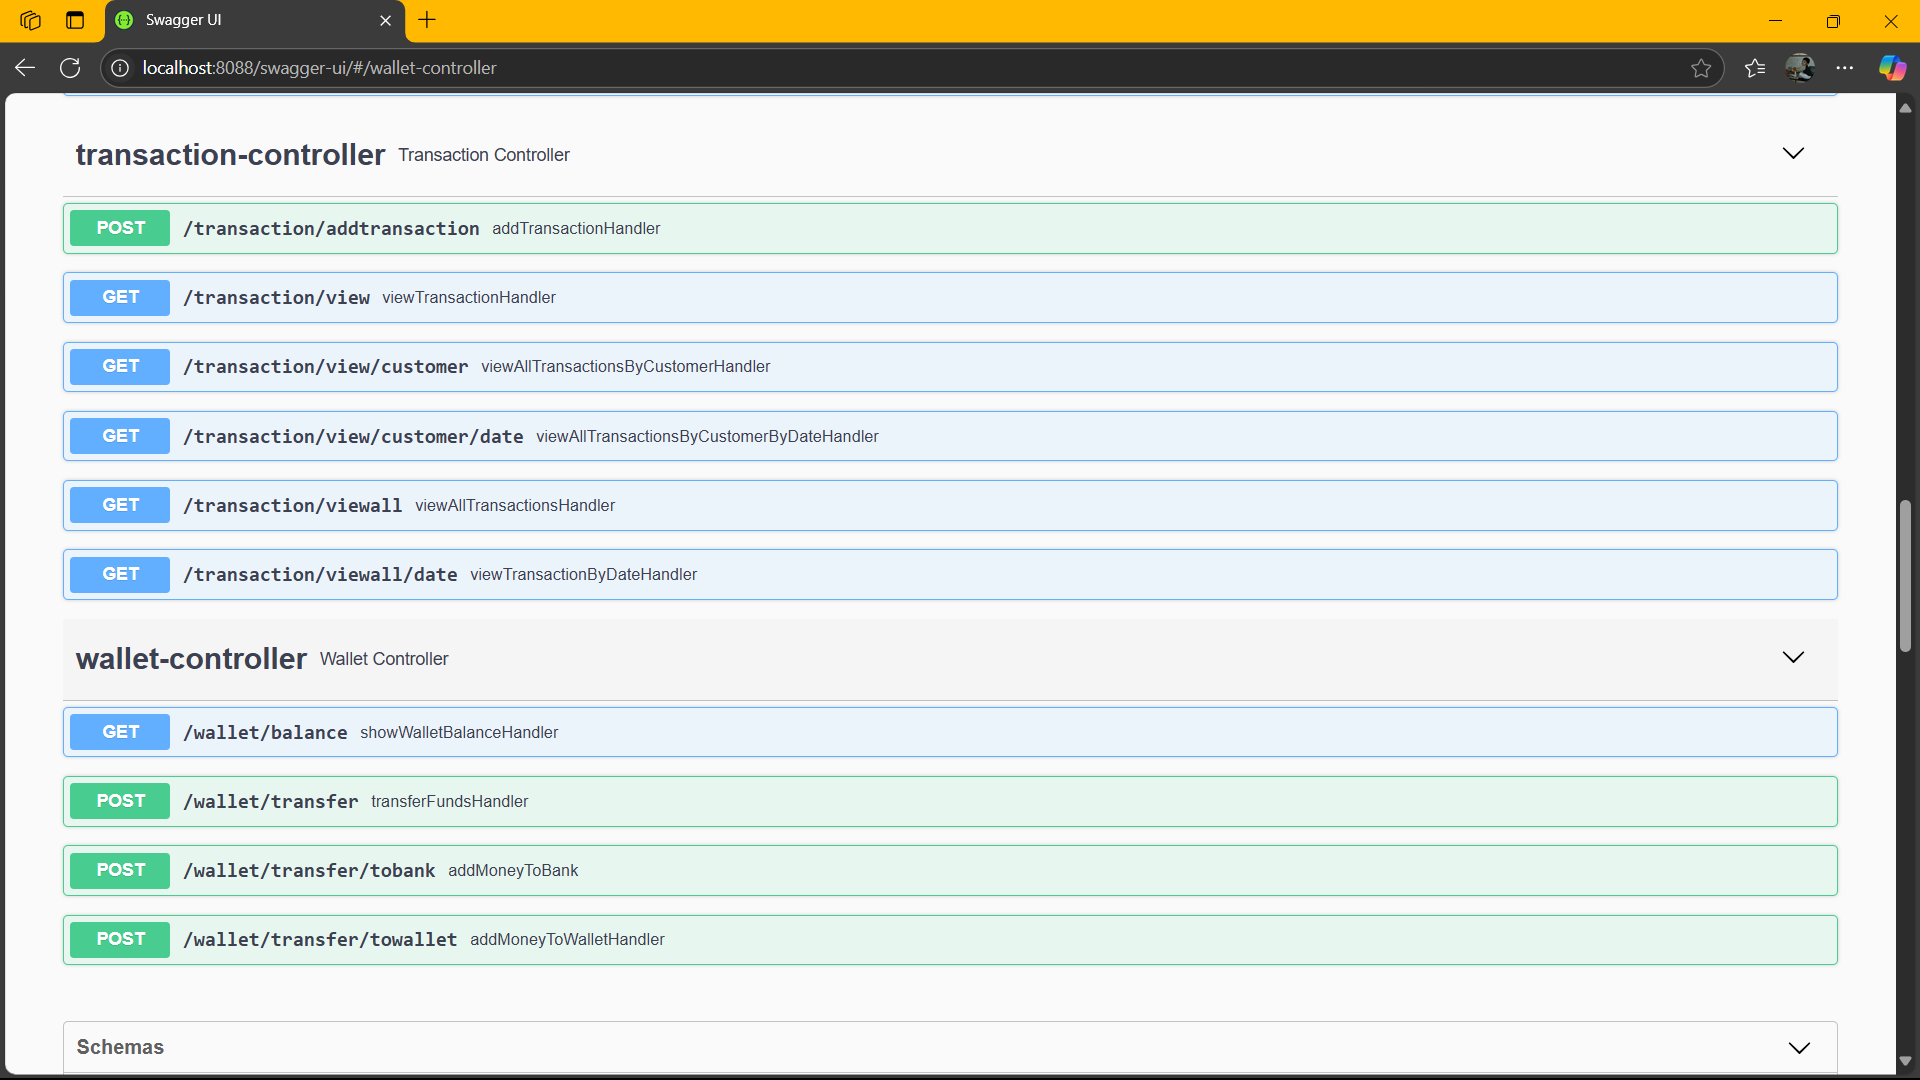 Swagger UI
localhost:8088/swagger-ui/#/wallet-controller
transaction-controller Transaction Controller
POST /transaction/addtransaction addTransactionHandler
GET /transaction/view viewTransactionHandler
GET /transaction/view/customer viewAllTransactionsByCustomerHandler
GET /transaction/view/customer/date viewAllTransactionsByCustomerByDateHandler
GET /transaction/viewall viewAllTransactionsHandler
GET /transaction/viewall/date viewTransactionByDateHandler
wallet-controller Wallet Controller
GET /wallet/balance showWalletBalanceHandler
POST /wallet/transfer transferFundsHandler
POST /wallet/transfer/tobank addMoneyToBank
POST /wallet/transfer/towallet addMoneyToWalletHandler
Schemas